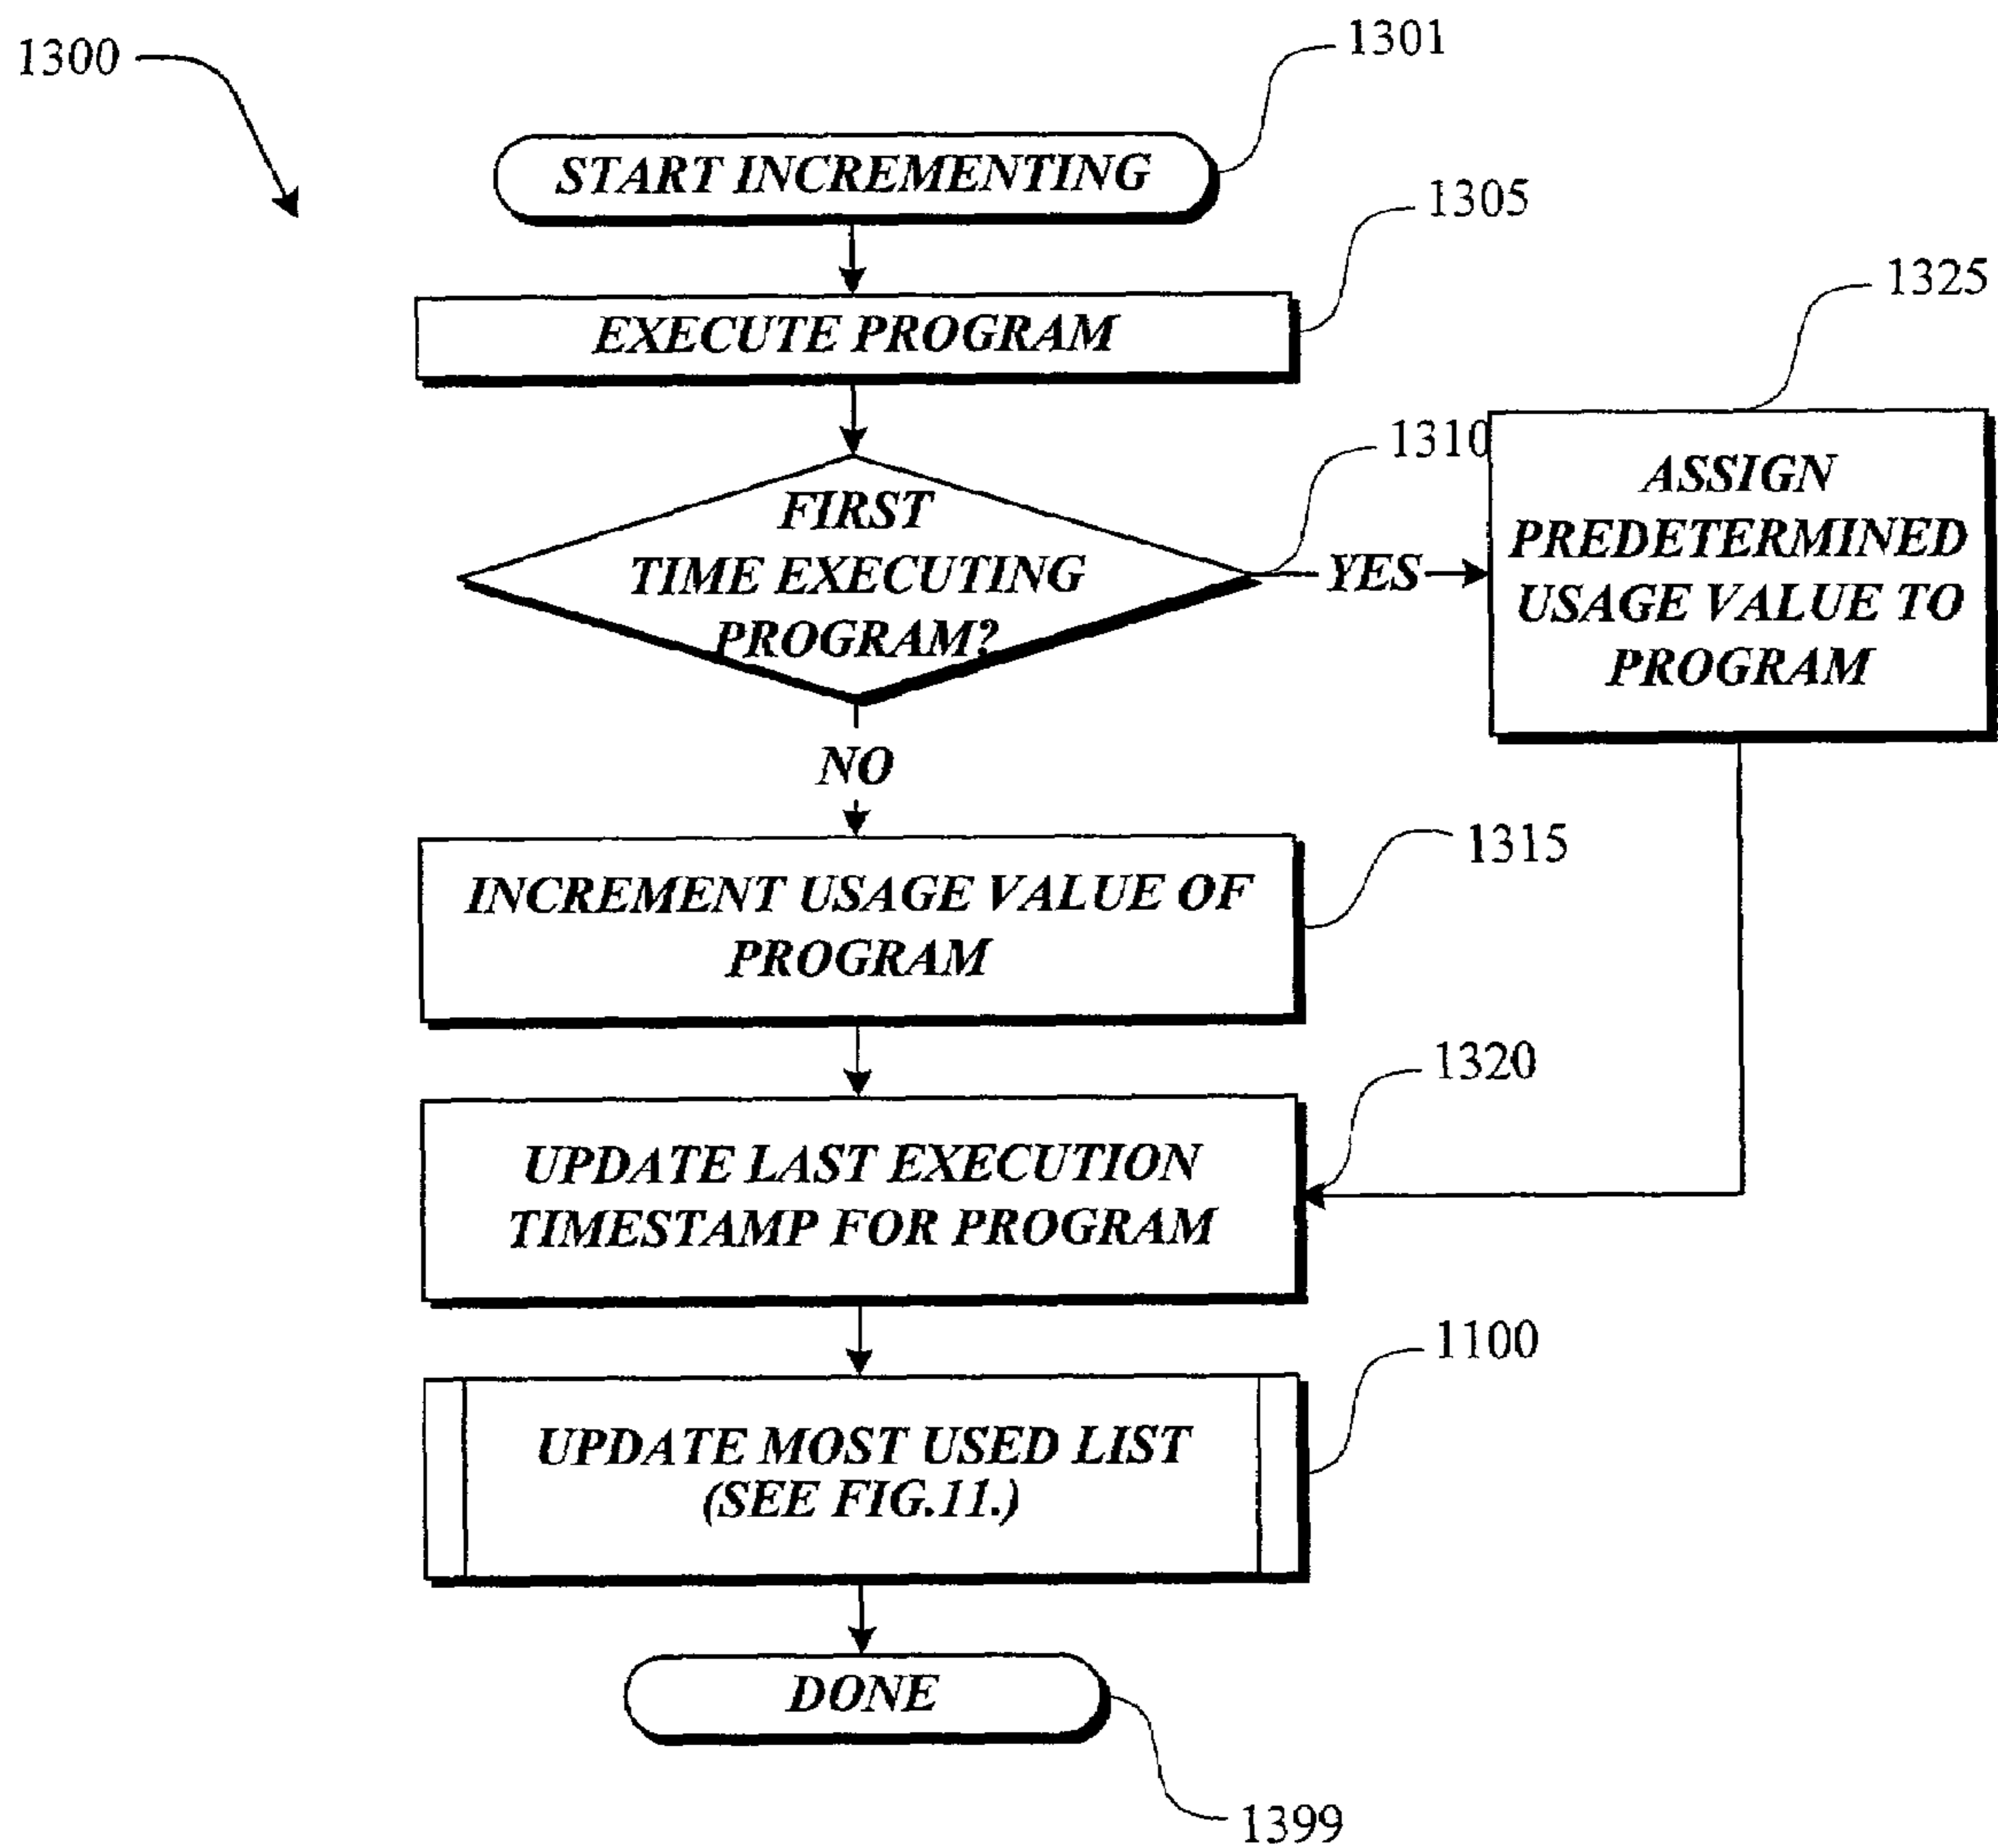 1300
1301
START INCREMENTING
1305
EXECUTE PROGRAM
1325
1310
FIRST
TIME EXECUTING
PROGRAM?
YES
ASSIGN
PREDETERMINED
USAGE VALUE TO
PROGRAM
NO
1315
INCREMENT USAGE VALUE OF
PROGRAM
1320
UPDATE LAST EXECUTION
TIMESTAMP FOR PROGRAM
1100
UPDATE MOST USED LIST
(SEE FIG.11.)
DONE
1399